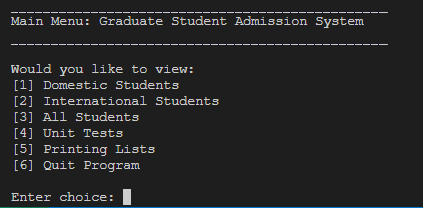 Main Menu: Graduate Student Admission System
Would you like to view:
[1] Domestic Students
[2] International Students
[3] All Students
[4] Unit Tests
[5] Printing Lists
[6] Quit Program
Enter choice: